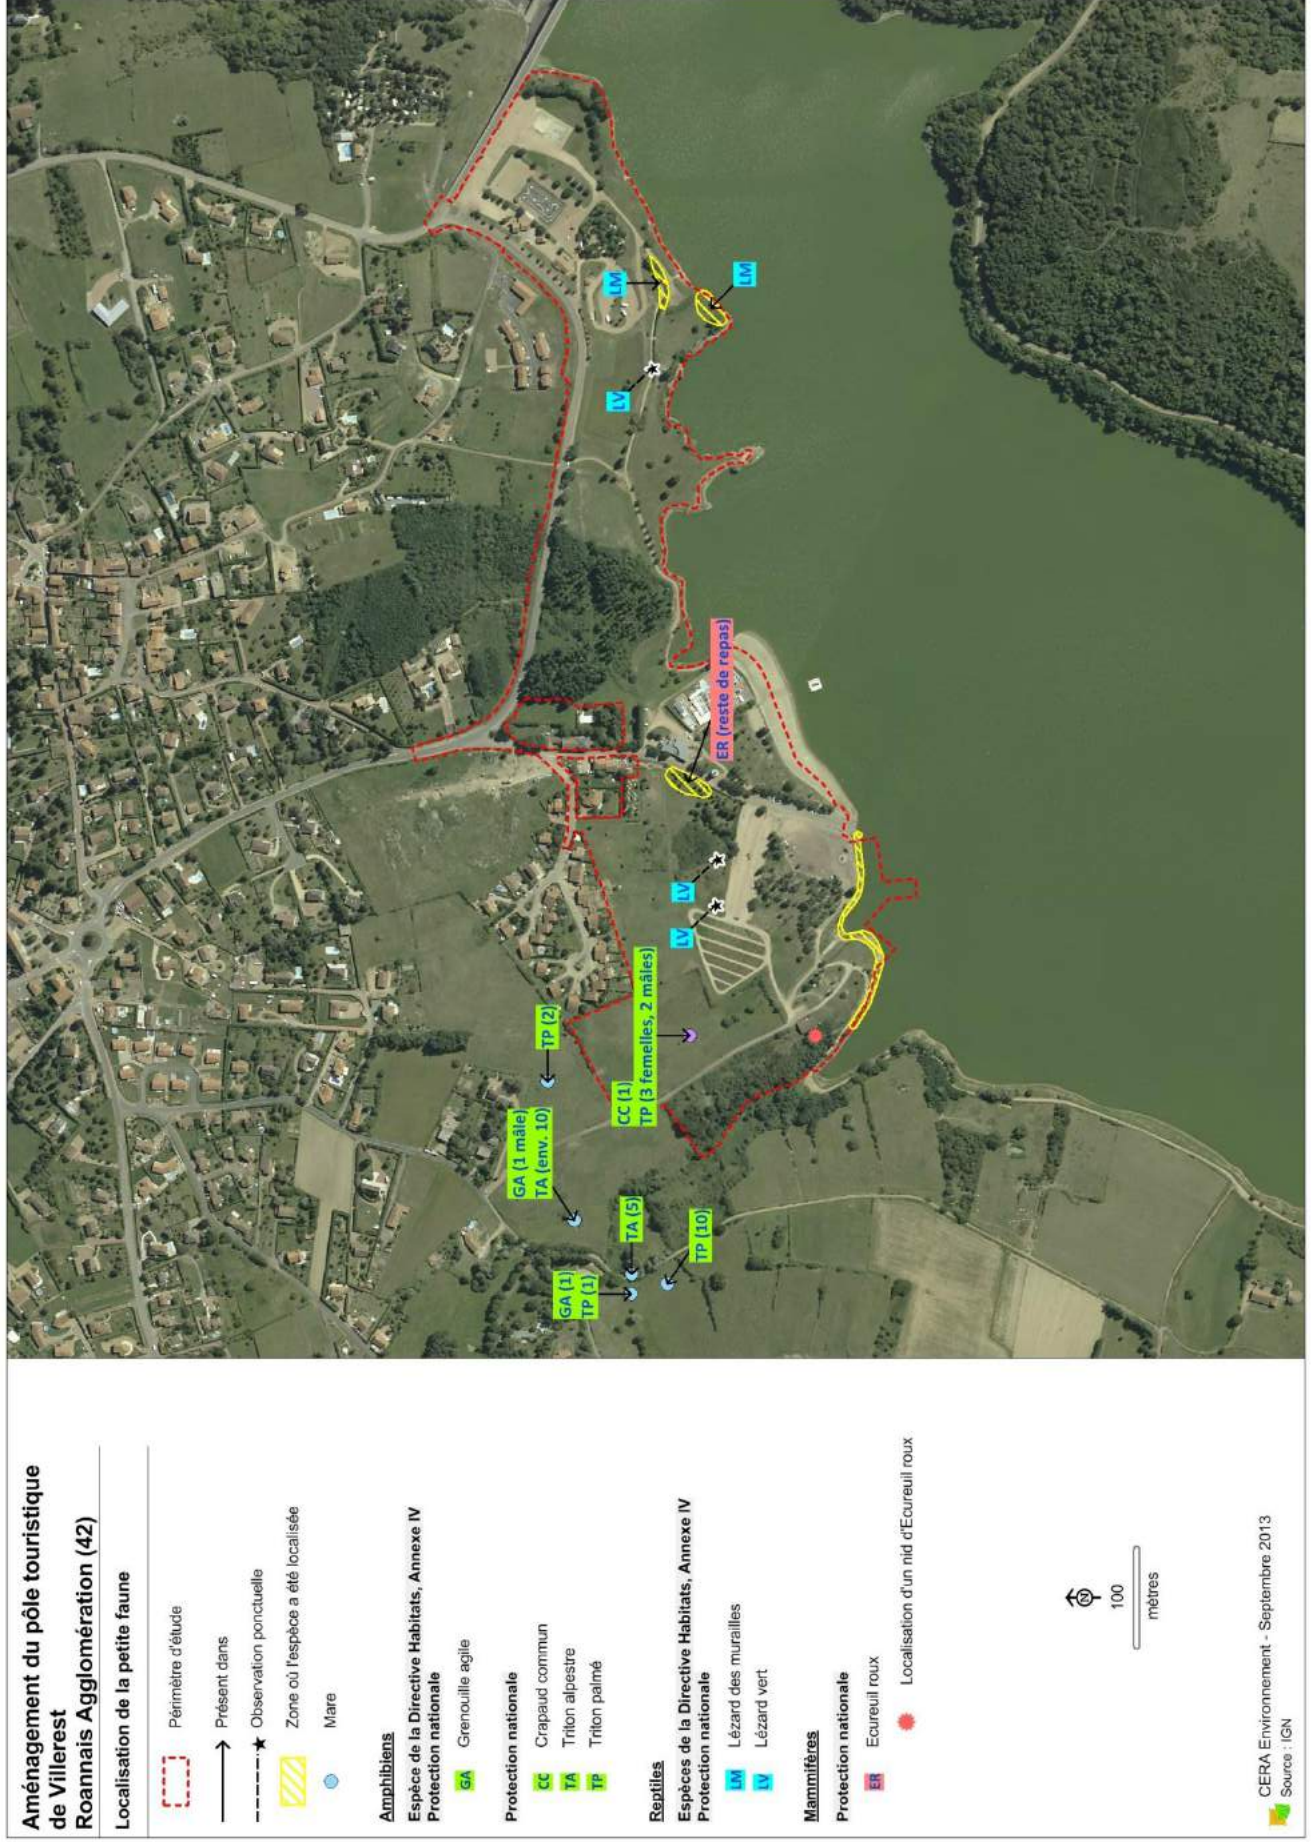 Aménagement du pôle touristique
de Villerest
Roannais Agglomération (42)
Localisation de la petite faune
Périmètre d'étude
Présent dans
Observation ponctuelle
Zone où l'espèce a été localisée
Mare
Amphibiens
Espèce de la Directive Habitats, Annexe IV
Protection nationale
GA Grenouille agile
Protection nationale
CC Crapaud commun
TA Triton alpestre
TP Triton palmé
Reptiles
Espèces de la Directive Habitats, Annexe IV
Protection nationale
LM Lézard des murailles
LV Lézard vert
Mammifères
Protection nationale
ER Ecureuil roux
Localisation d'un nid d'Ecureuil roux
N
100
mètres
CERA Environnement - Septembre 2013
Source : IGN
GA (1)
TP (1)
TA (5)
TP (10)
GA (1 mâle)
TA (env. 10)
TP (2)
CC (1)
TP (3 femelles, 2 mâles)
LV
LV
ER (reste de repas)
LV
LM
LM